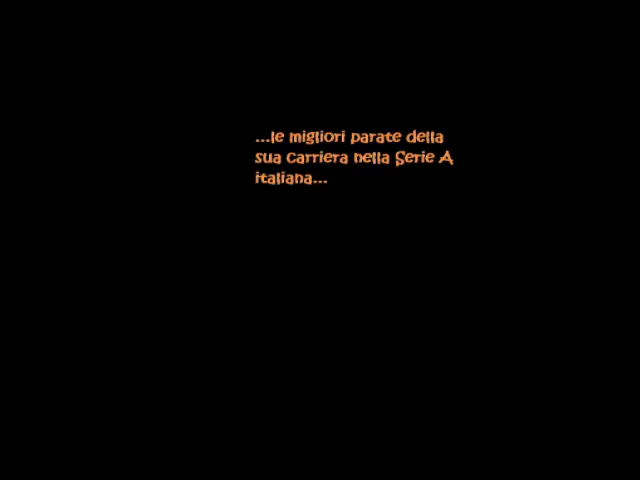 ...le migliori parate della
sua carriera nella Serie A
italiana...